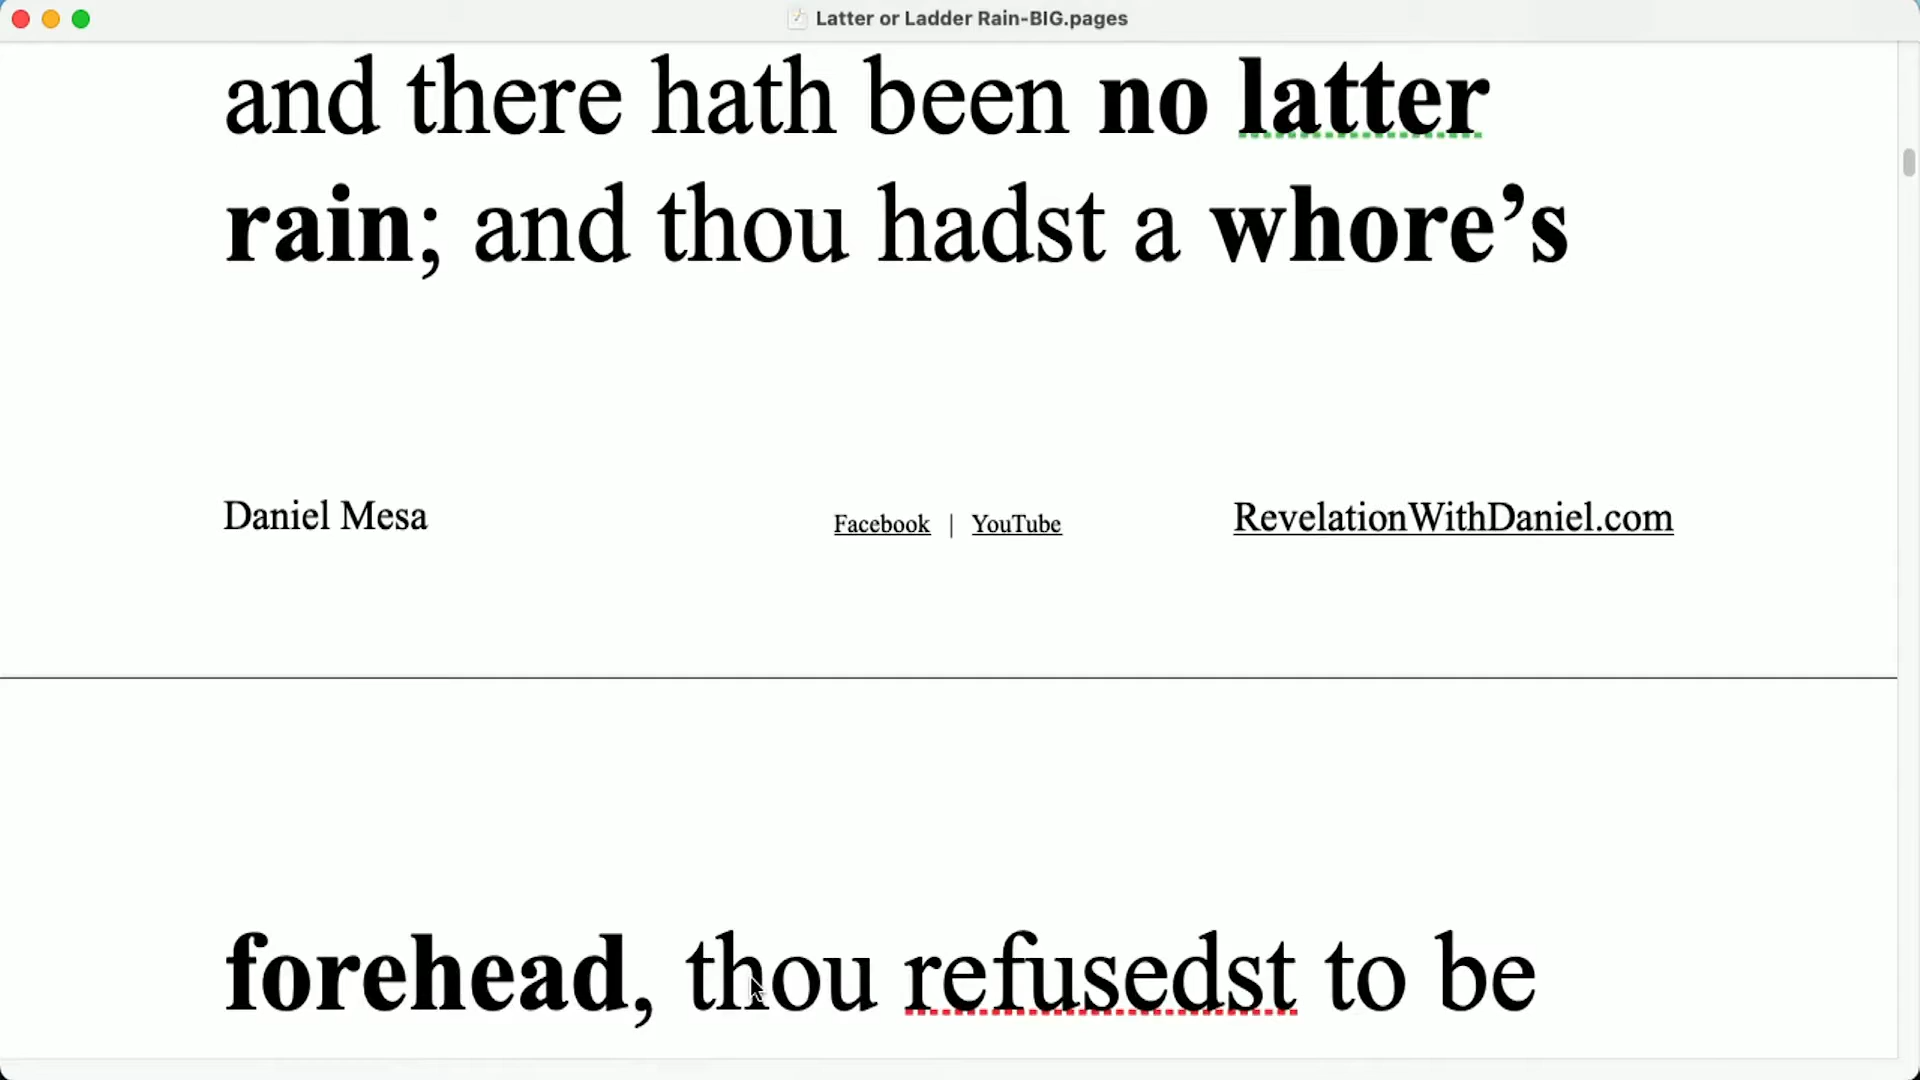 Latter or Ladder Rain-BIG.pages
and there hath been no latter
rain; and thou hadst a whore’s
Daniel Mesa Facebook | YouTube RevelationWithDaniel.com
forehead, thou refusedst to be